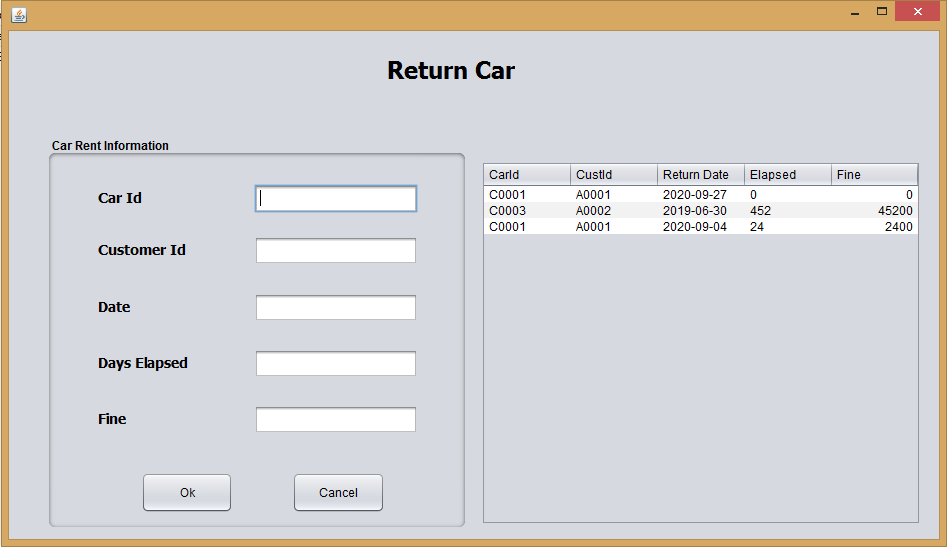 Return Car
Car Rent Information
Car Id
Customer Id
Date
Days Elapsed
Fine
Ok Cancel
CarId CustId Return Date Elapsed Fine
C0001 A0001 2020-09-27 0 0
C0003 A0002 2019-06-30 452 45200
C0001 A0001 2020-09-04 24 2400